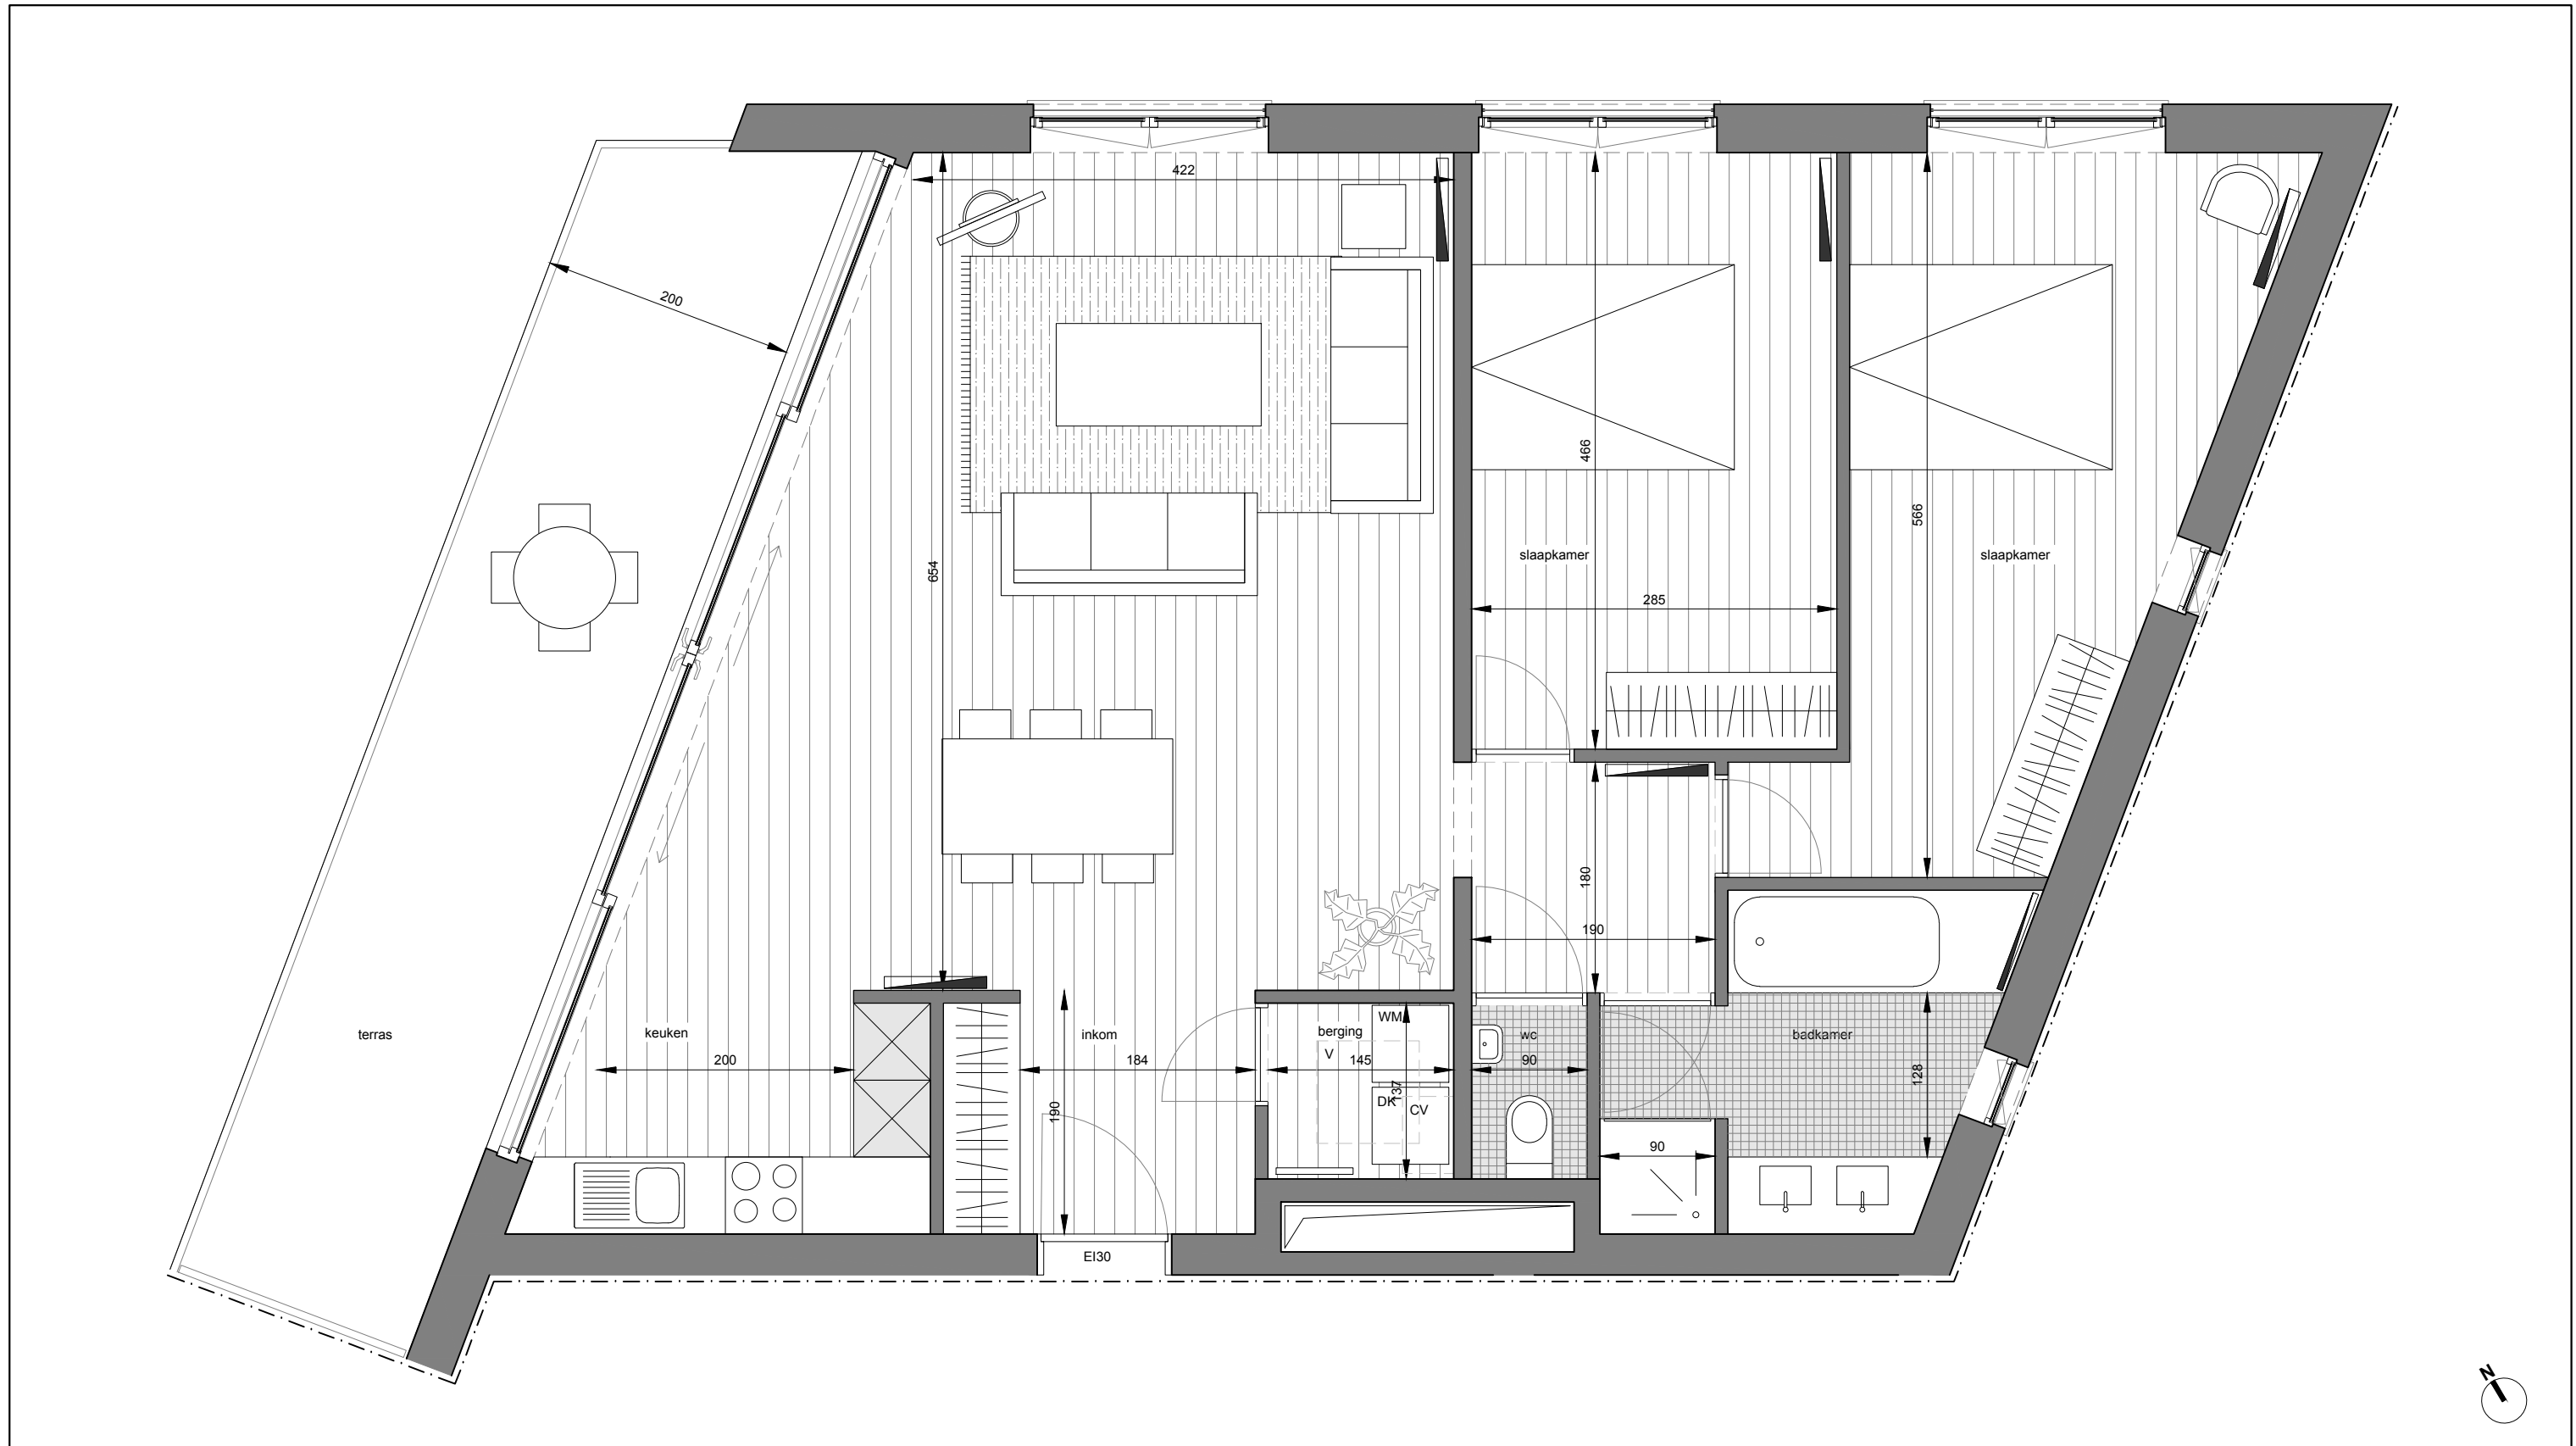 422
200
466
566
654
slaapkamer
slaapkamer
285
180
190
terras
keuken
inkom
berging
WM
wc
badkamer
V
200
184
145
90
137
DK
CV
128
190
90
EI30
N